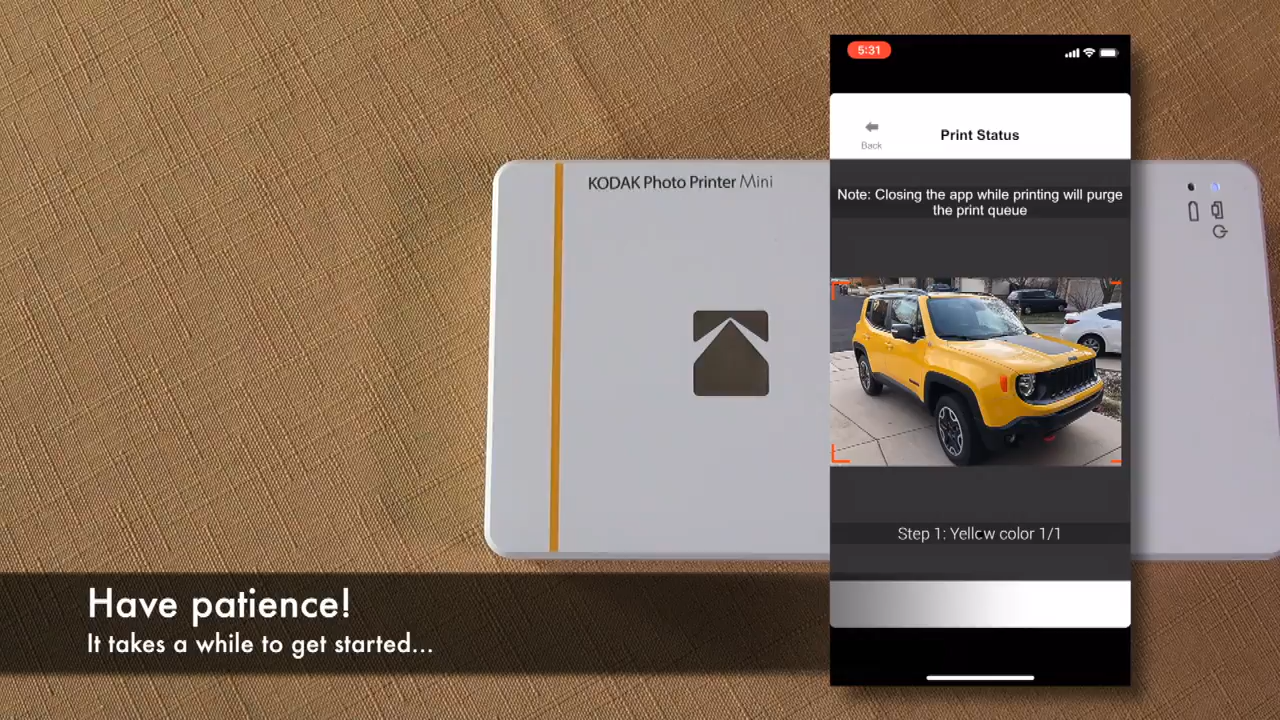 5:31
Back
Print Status
KODAK Photo Printer Mini
Note: Closing the app while printing will purge
the print queue
Step 1: Yellow color 1/1
Have patience!
It takes a while to get started...